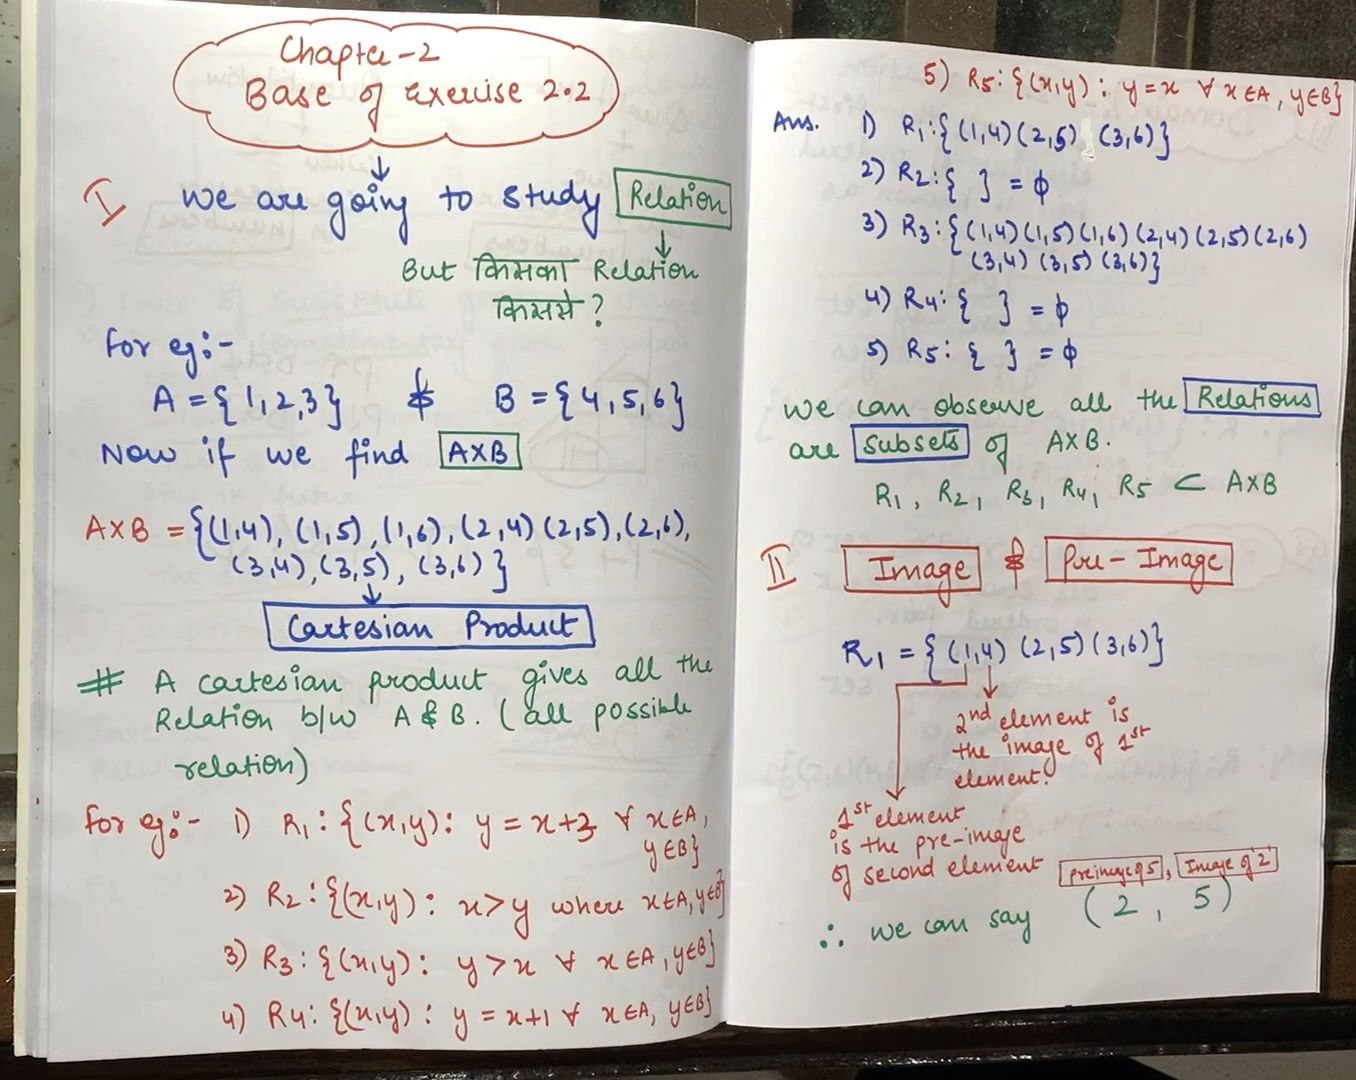 Chapter-2
Base of Exercise 2.2
I we are going to study Relation
But किसका Relation
किससे ?
For eg:-
A = {1,2,3} & B = {4,5,6}
Now if we find A×B
A×B = {(1,4), (1,5), (1,6), (2,4) (2,5), (2,6),
(3,4), (3,5), (3,6)}
Cartesian Product
# A cartesian product gives all the
Relation b/w A & B. (all possible
relation)
For eg:- 1) R1 : {(x,y) : y = x+3 ∀ x∈A,
y∈B}
2) R2 : {(x,y) : x>y where x∈A, y∈B}
3) R3 : {(x,y) : y>x ∀ x∈A, y∈B}
4) R4 : {(x,y) : y = x+1 ∀ x∈A, y∈B}
5) R5 : {(x,y) : y=x ∀ x∈A, y∈B}
Ans. 1) R1 : {(1,4) (2,5) (3,6)}
2) R2 : { } = ϕ
3) R3 : {(1,4) (1,5) (1,6) (2,4) (2,5) (2,6)
(3,4) (3,5) (3,6)}
4) R4 : { } = ϕ
5) R5 : { } = ϕ
we can observe all the Relations
are Subsets of A×B.
R1, R2, R3, R4, R5 ⊂ A×B
II Image & Pre-Image
R1 = {(1,4) (2,5) (3,6)}
2nd element is
the image of 1st
element.
1st element
is the pre-image
of second element
preimage of 5, Image of '2'
∴ we can say (2, 5)